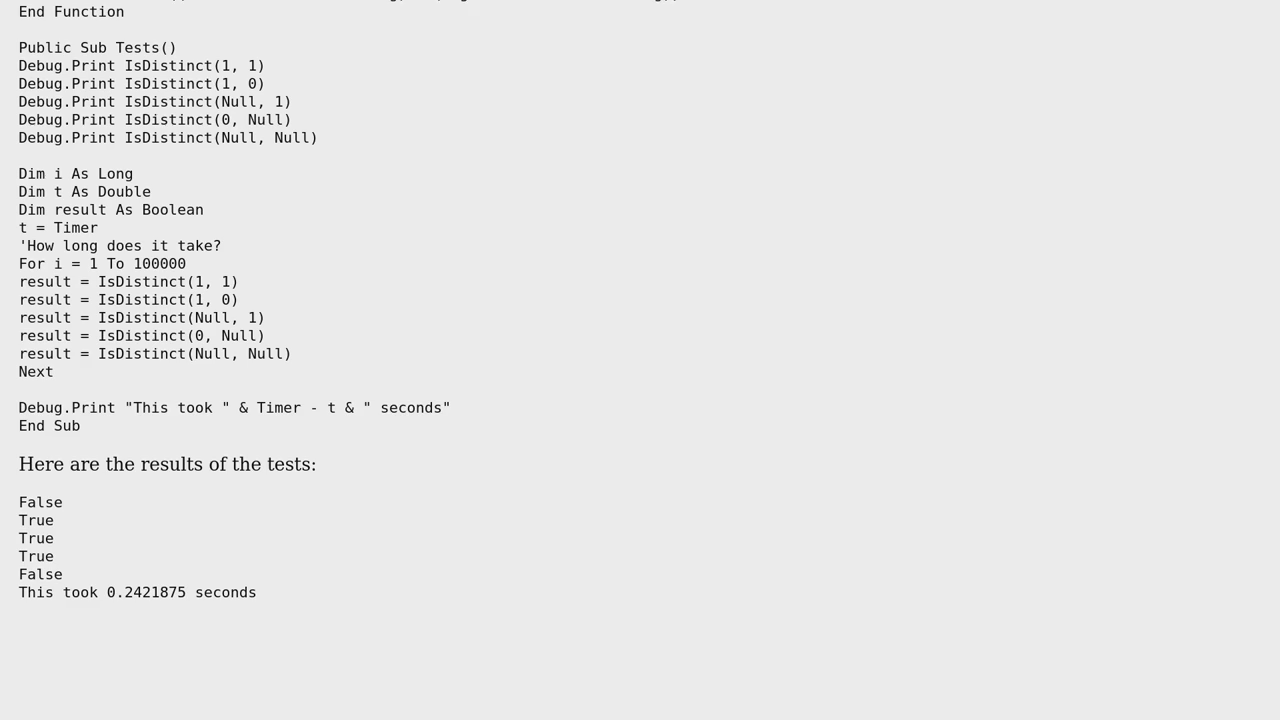 End Function
Public Sub Tests()
Debug.Print IsDistinct(1, 1)
Debug.Print IsDistinct(1, 0)
Debug.Print IsDistinct(Null, 1)
Debug.Print IsDistinct(0, Null)
Debug.Print IsDistinct(Null, Null)
Dim i As Long
Dim t As Double
Dim result As Boolean
t = Timer
'How long does it take?
For i = 1 To 100000
result = IsDistinct(1, 1)
result = IsDistinct(1, 0)
result = IsDistinct(Null, 1)
result = IsDistinct(0, Null)
result = IsDistinct(Null, Null)
Next
Debug.Print "This took " & Timer - t & " seconds"
End Sub
Here are the results of the tests:
False
True
True
True
False
This took 0.2421875 seconds